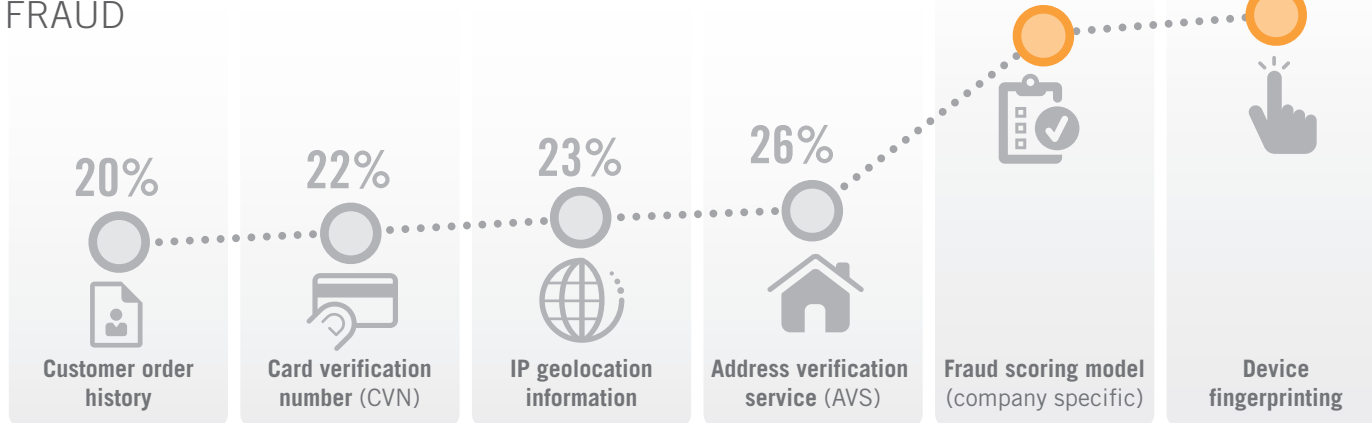 FRAUD
20%
22%
23%
26%
Customer order
history
Card verification
number (CVN)
IP geolocation
information
Address verification
service (AVS)
Fraud scoring model
(company specific)
Device
fingerprinting